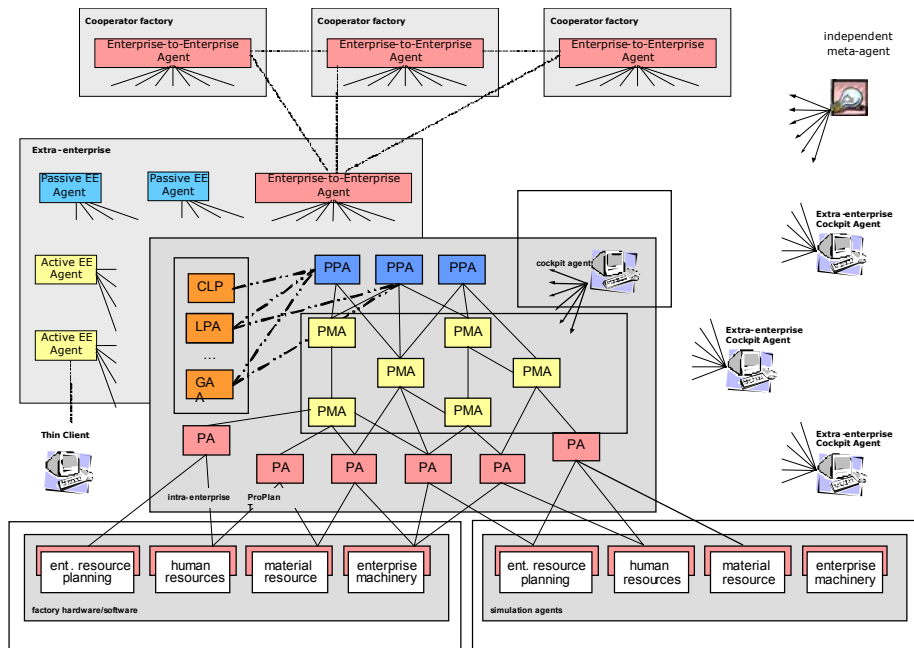 Cooperator factory
Enterprise-to-Enterprise
Agent
Cooperator factory
Enterprise-to-Enterprise
Agent
Cooperator factory
Enterprise-to-Enterprise
Agent
independent
meta-agent
Extra-enterprise
Passive EE
Agent
Passive EE
Agent
Enterprise-to-Enterprise
Agent
Active EE
Agent
Active EE
Agent
Thin Client
CLP
LPA
...
GA
A
PPA
PPA
PPA
cockpit agent
PMA
PMA
PMA
PMA
PMA
PMA
PA
PA
PA
PA
PA
PA
intra-enterprise
ProPlan
T
Extra-enterprise
Cockpit Agent
Extra-enterprise
Cockpit Agent
Extra-enterprise
Cockpit Agent
ent. resource
planning
human
resources
material
resource
enterprise
machinery
factory hardware/software
ent. resource
planning
human
resources
material
resource
enterprise
machinery
simulation agents